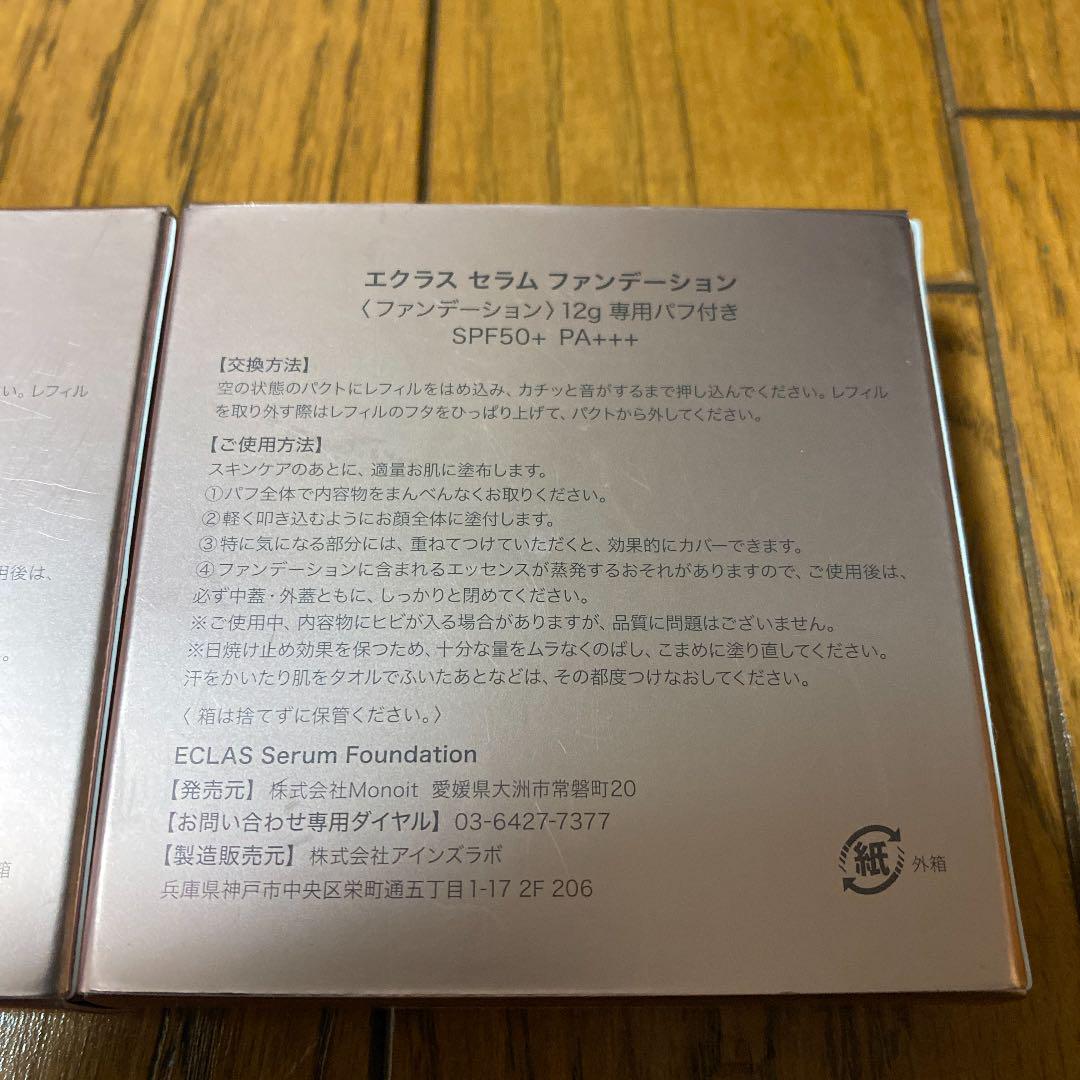 い。レフィル
用後は、
。
箱
エクラス セラム ファンデーション
〈ファンデーション〉12g 専用パフ付き
SPF50+ PA+++
【交換方法】
空の状態のパクトにレフィルをはめ込み、カチッと音がするまで押し込んでください。レフィル
を取り外す際はレフィルのフタをひっぱり上げて、パクトから外してください。
【ご使用方法】
スキンケアのあとに、適量お肌に塗布します。
①パフ全体で内容物をまんべんなくお取りください。
②軽く叩き込むようにお顔全体に塗付します。
③特に気になる部分には、重ねてつけていただくと、効果的にカバーできます。
④ファンデーションに含まれるエッセンスが蒸発するおそれがありますので、ご使用後は、
必ず中蓋・外蓋ともに、しっかりと閉めてください。
※ご使用中、内容物にヒビが入る場合がありますが、品質に問題はございません。
※日焼け止め効果を保つため、十分な量をムラなくのばし、こまめに塗り直してください。
汗をかいたり肌をタオルでふいたあとなどは、その都度つけなおしてください。
〈 箱は捨てずに保管ください。〉
ECLAS Serum Foundation
【発売元】株式会社Monoit 愛媛県大洲市常磐町20
【お問い合わせ専用ダイヤル】03-6427-7377
【製造販売元】株式会社アインズラボ
兵庫県神戸市中央区栄町通五丁目1-17 2F 206
紙 外箱